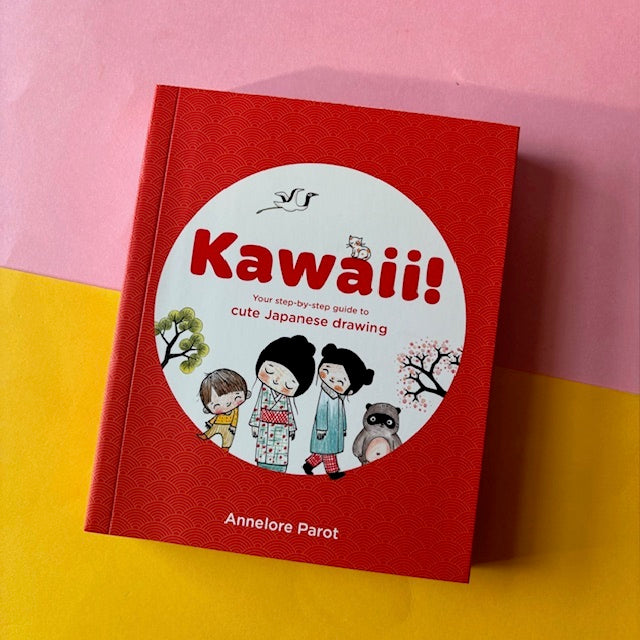 Kawaii!
Your step-by-step guide to
cute Japanese drawing
Annelore Parot